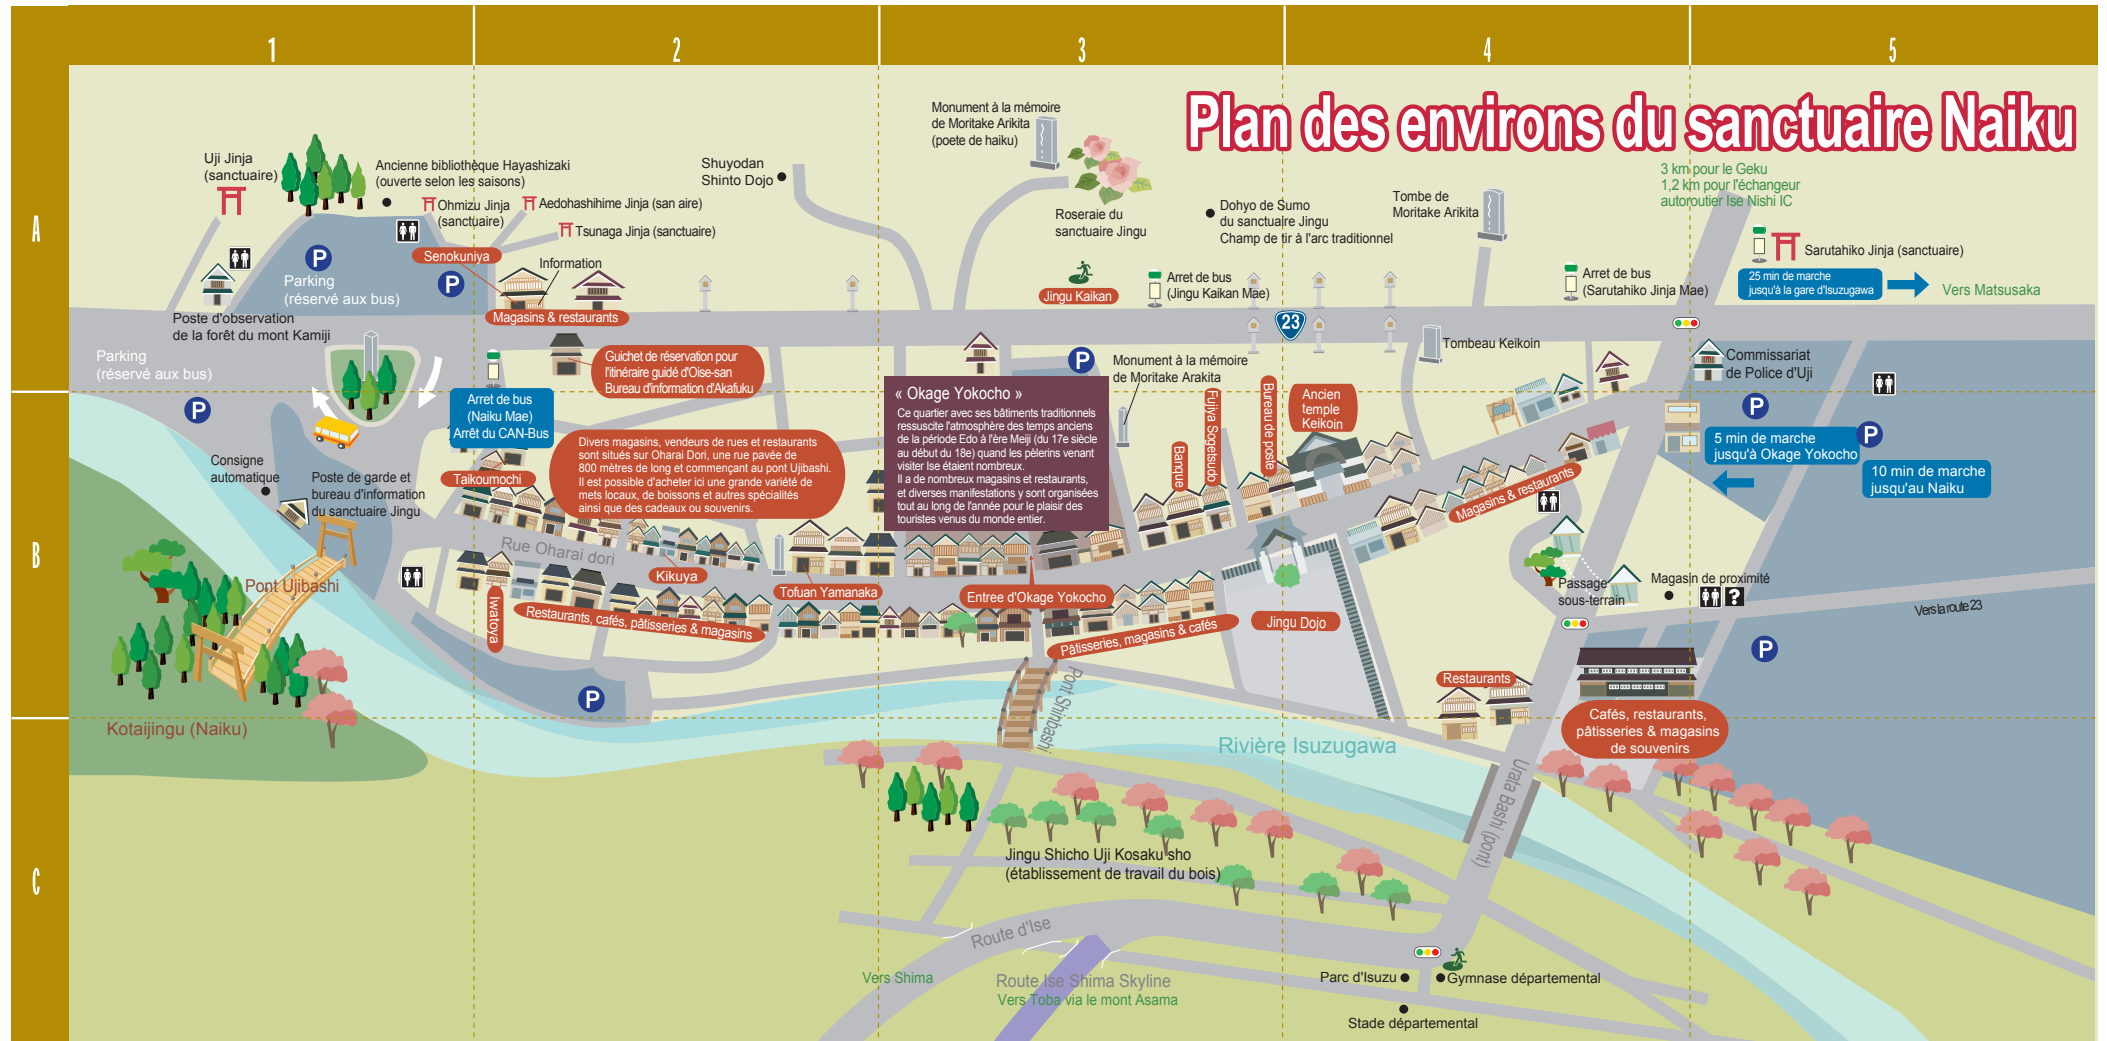 1
2
3
4
5
A
B
C
Plan des environs du sanctuaire Naiku
3 km pour le Geku
1,2 km pour l'échangeur
autoroutier Ise Nishi IC
Uji Jinja
(sanctuaire)
Ancienne bibliothèque Hayashizaki
(ouverte selon les saisons)
Ohmizu Jinja
(sanctuaire)
Aedohashihime Jinja (san aire)
Tsunaga Jinja (sanctuaire)
Shuyodan
Shinto Dojo
Monument à la mémoire
de Moritake Arikita
(poete de haiku)
Roseraie du
sanctuaire Jingu
Dohyo de Sumo
du sanctuaire Jingu
Champ de tir à l'arc traditionnel
Tombe de
Moritake Arikita
Sarutahiko Jinja (sanctuaire)
25 min de marche
jusqu'à la gare d'Isuzugawa
Vers Matsusaka
P
Parking
(réservé aux bus)
P
Senokuniya
Information
Magasins & restaurants
Jingu Kaikan
Arret de bus
(Jingu Kaikan Mae)
Arret de bus
(Sarutahiko Jinja Mae)
Poste d'observation
de la forêt du mont Kamiji
Parking
(réservé aux bus)
23
Guichet de réservation pour
l'itinéraire guidé d'Oise-san
Bureau d'information d'Akafuku
P
Monument à la mémoire
de Moritake Arakita
Tombeau Keikoin
Commissariat
de Police d'Uji
P
Arret de bus
(Naiku Mae)
Arrêt du CAN-Bus
« Okage Yokocho »
Ce quartier avec ses bâtiments traditionnels
ressuscite l'atmosphère des temps anciens
de la période Edo à l'ère Meiji (du 17e siècle
au début du 18e) quand les pèlerins venant
visiter Ise étaient nombreux.
Il a de nombreux magasins et restaurants,
et diverses manifestations y sont organisées
tout au long de l'année pour le plaisir des
touristes venus du monde entier.
Divers magasins, vendeurs de rues et restaurants
sont situés sur Oharai Dori, une rue pavée de
800 mètres de long et commençant au pont Ujibashi.
Il est possible d'acheter ici une grande variété de
mets locaux, de boissons et autres spécialités
ainsi que des cadeaux ou souvenirs.
Banque
Fujiya Sogetsudo
Bureau de poste
Ancien
temple
Keikoin
P
P
5 min de marche
jusqu'à Okage Yokocho
10 min de marche
jusqu'au Naiku
Consigne
automatique
Poste de garde et
bureau d'information
du sanctuaire Jingu
Taikoumochi
Magasins & restaurants
Rue Oharai dori
Pont Ujibashi
Kikuya
Tofuan Yamanaka
Entree d'Okage Yokocho
Iwatoya
Restaurants, cafés, pâtisseries & magasins
Pâtisseries, magasins & cafés
Jingu Dojo
Passage
sous-terrain
Magasin de proximité
?
Vers la route 23
P
P
Restaurants
Cafés, restaurants,
pâtisseries & magasins
de souvenirs
Kotaijingu (Naiku)
Pont Shinbashi
Rivière Isuzugawa
Urata Bashi (pont)
Jingu Shicho Uji Kosaku sho
(établissement de travail du bois)
Route d'Ise
Vers Shima
Route Ise Shima Skyline
Vers Toba via le mont Asama
Parc d'Isuzu
Gymnase départemental
Stade départemental